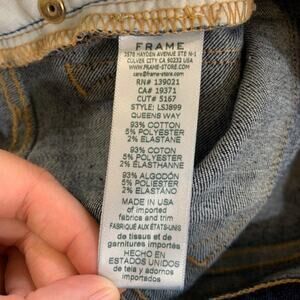 FRAME
3578 HAYDEN AVENUE STE N-1
CULVER CITY CA 90232 USA
WWW.FRAME-STORE.COM
care@frame-store.com
RN# 139021
CA# 19371
CUT# 5167
STYLE: LSJ899
QUEENS WAY
93% COTTON
5% POLYESTER
2% ELASTANE
93% COTON
5% POLYESTER
2% ELASTHANNE
93% ALGODÓN
5% POLIESTER
2% ELASTANO
MADE IN USA
of imported
fabrics and trim
FABRIQUÉ AUX ÉTATS-UNIS
de tissus et de
garnitures importés
HECHO EN
ESTADOS UNIDOS
de tela y adornos
importados